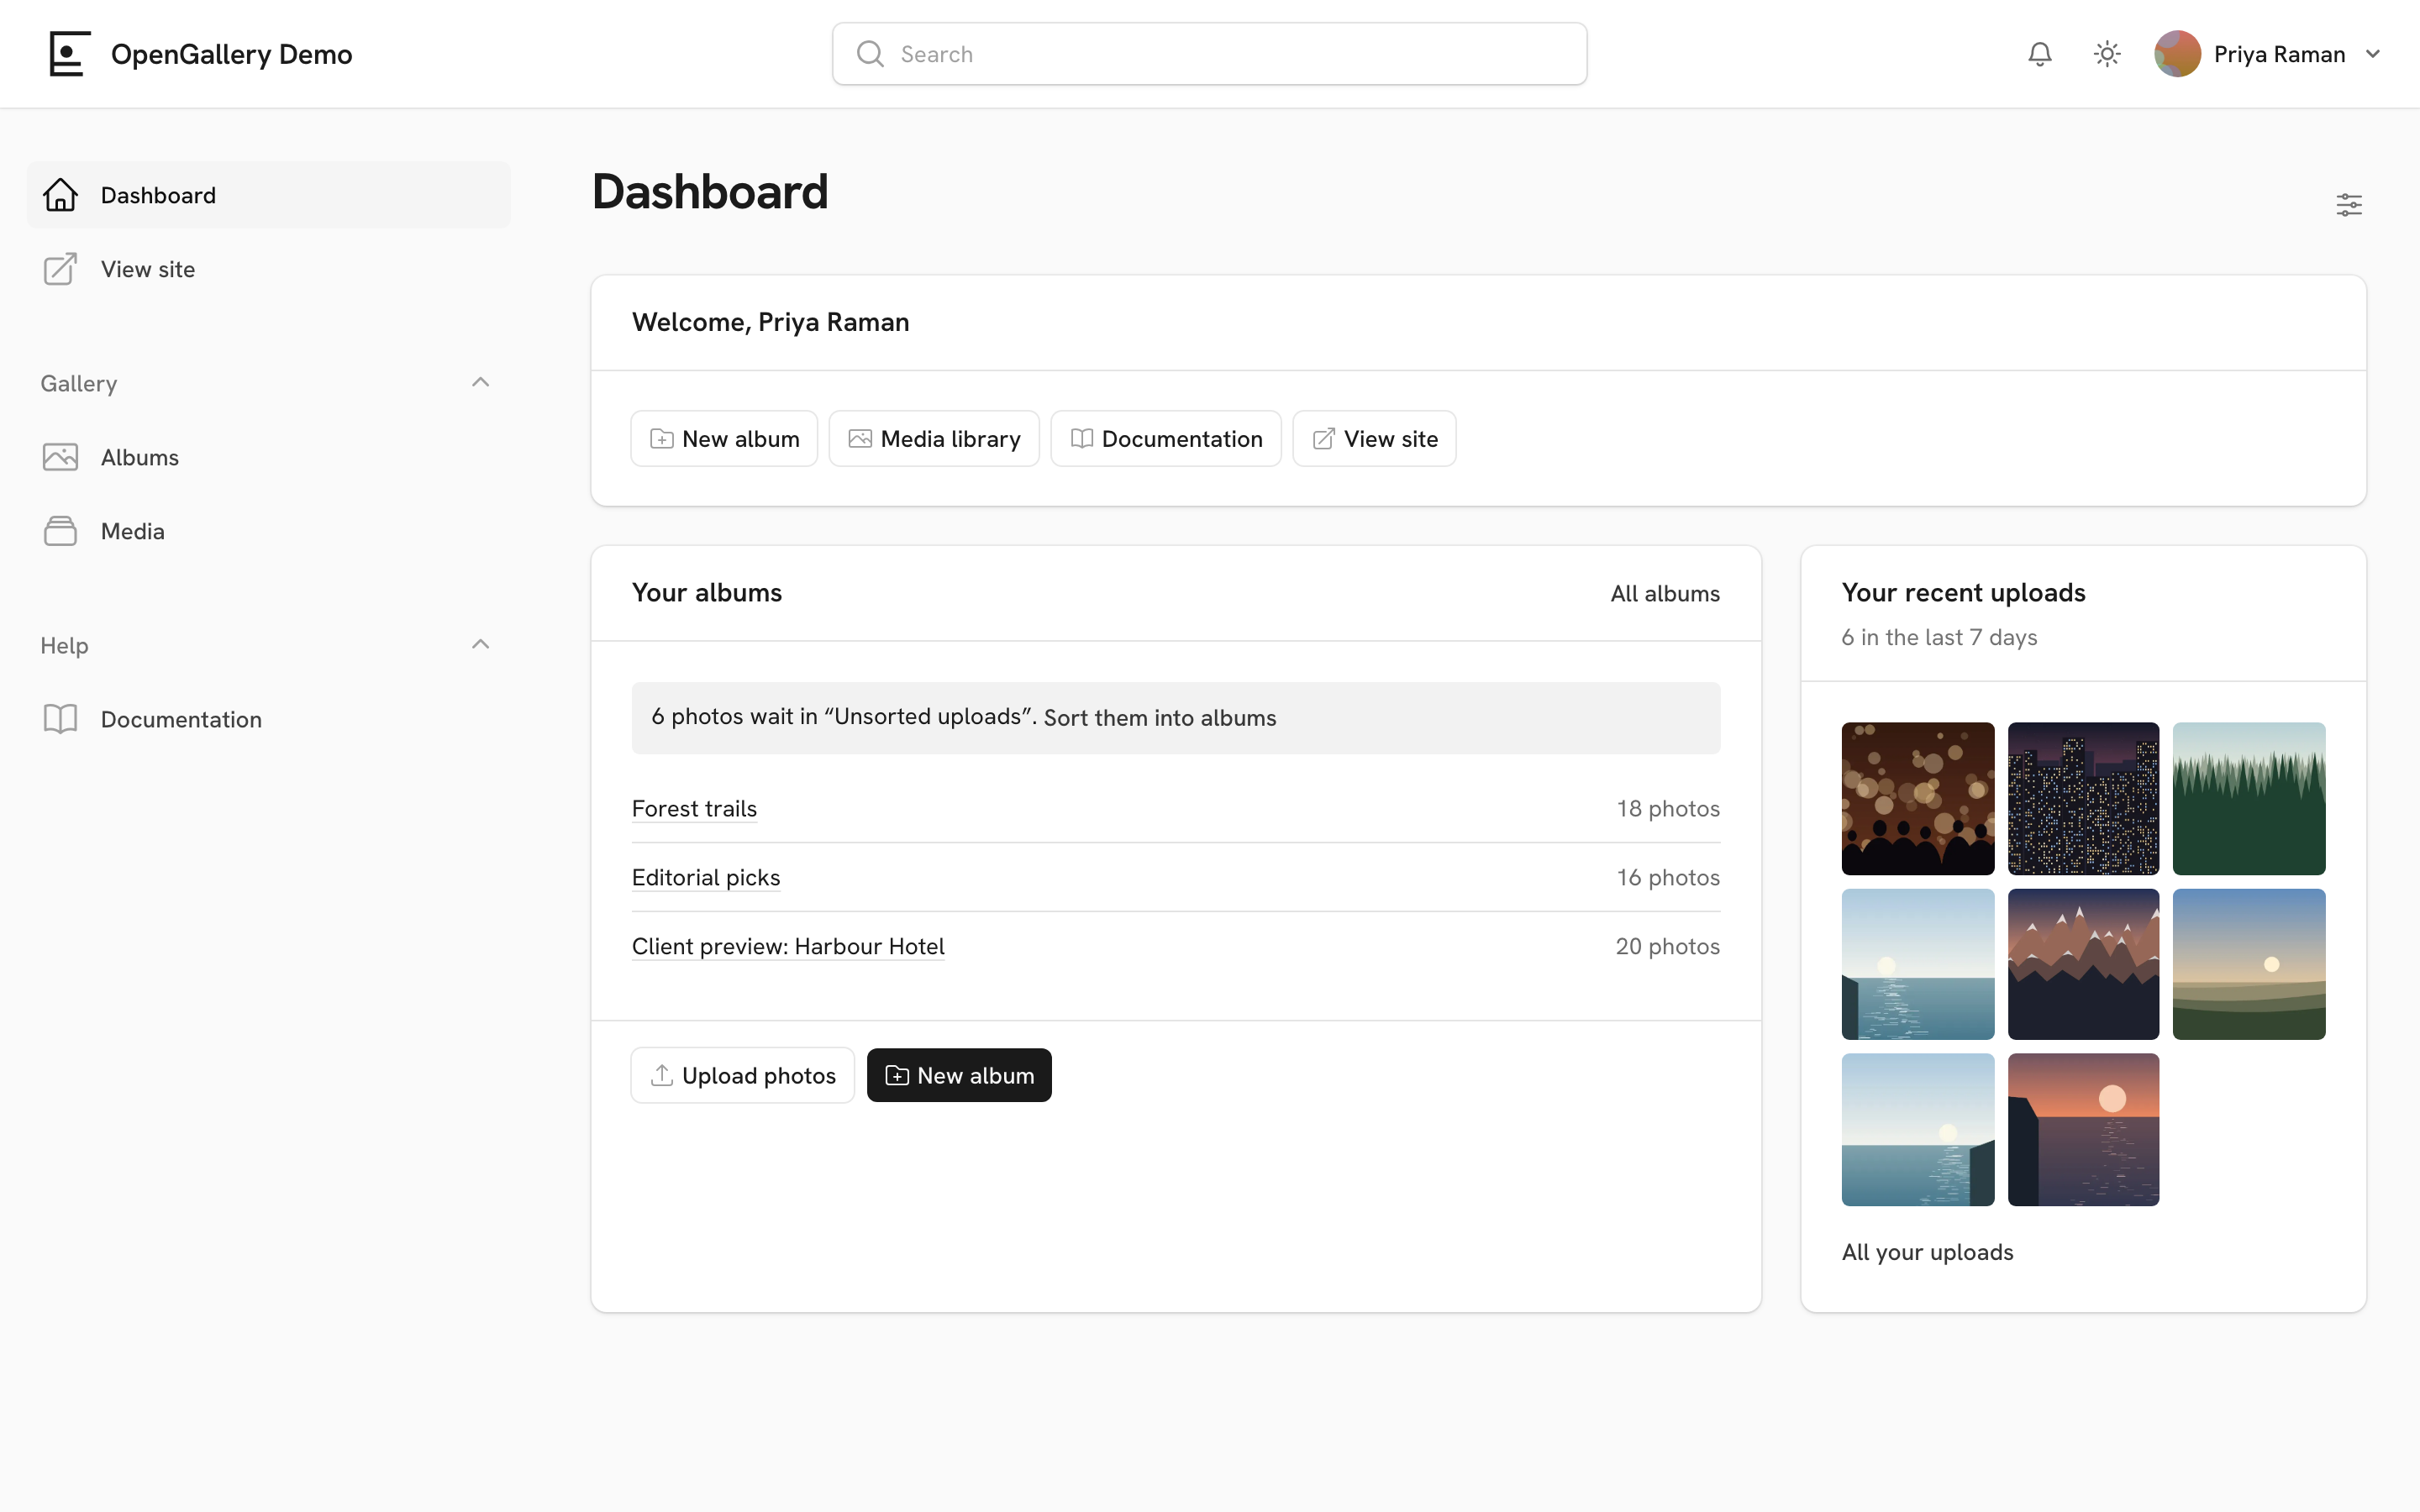 OpenGallery Demo
Search
Priya Raman
Dashboard
View site
Gallery
Albums
Media
Help
Documentation
Dashboard
Welcome, Priya Raman
New album
Media library
Documentation
View site
Your albums
All albums
6 photos wait in “Unsorted uploads”. Sort them into albums
Forest trails
18 photos
Editorial picks
16 photos
Client preview: Harbour Hotel
20 photos
Upload photos
New album
Your recent uploads
6 in the last 7 days
All your uploads